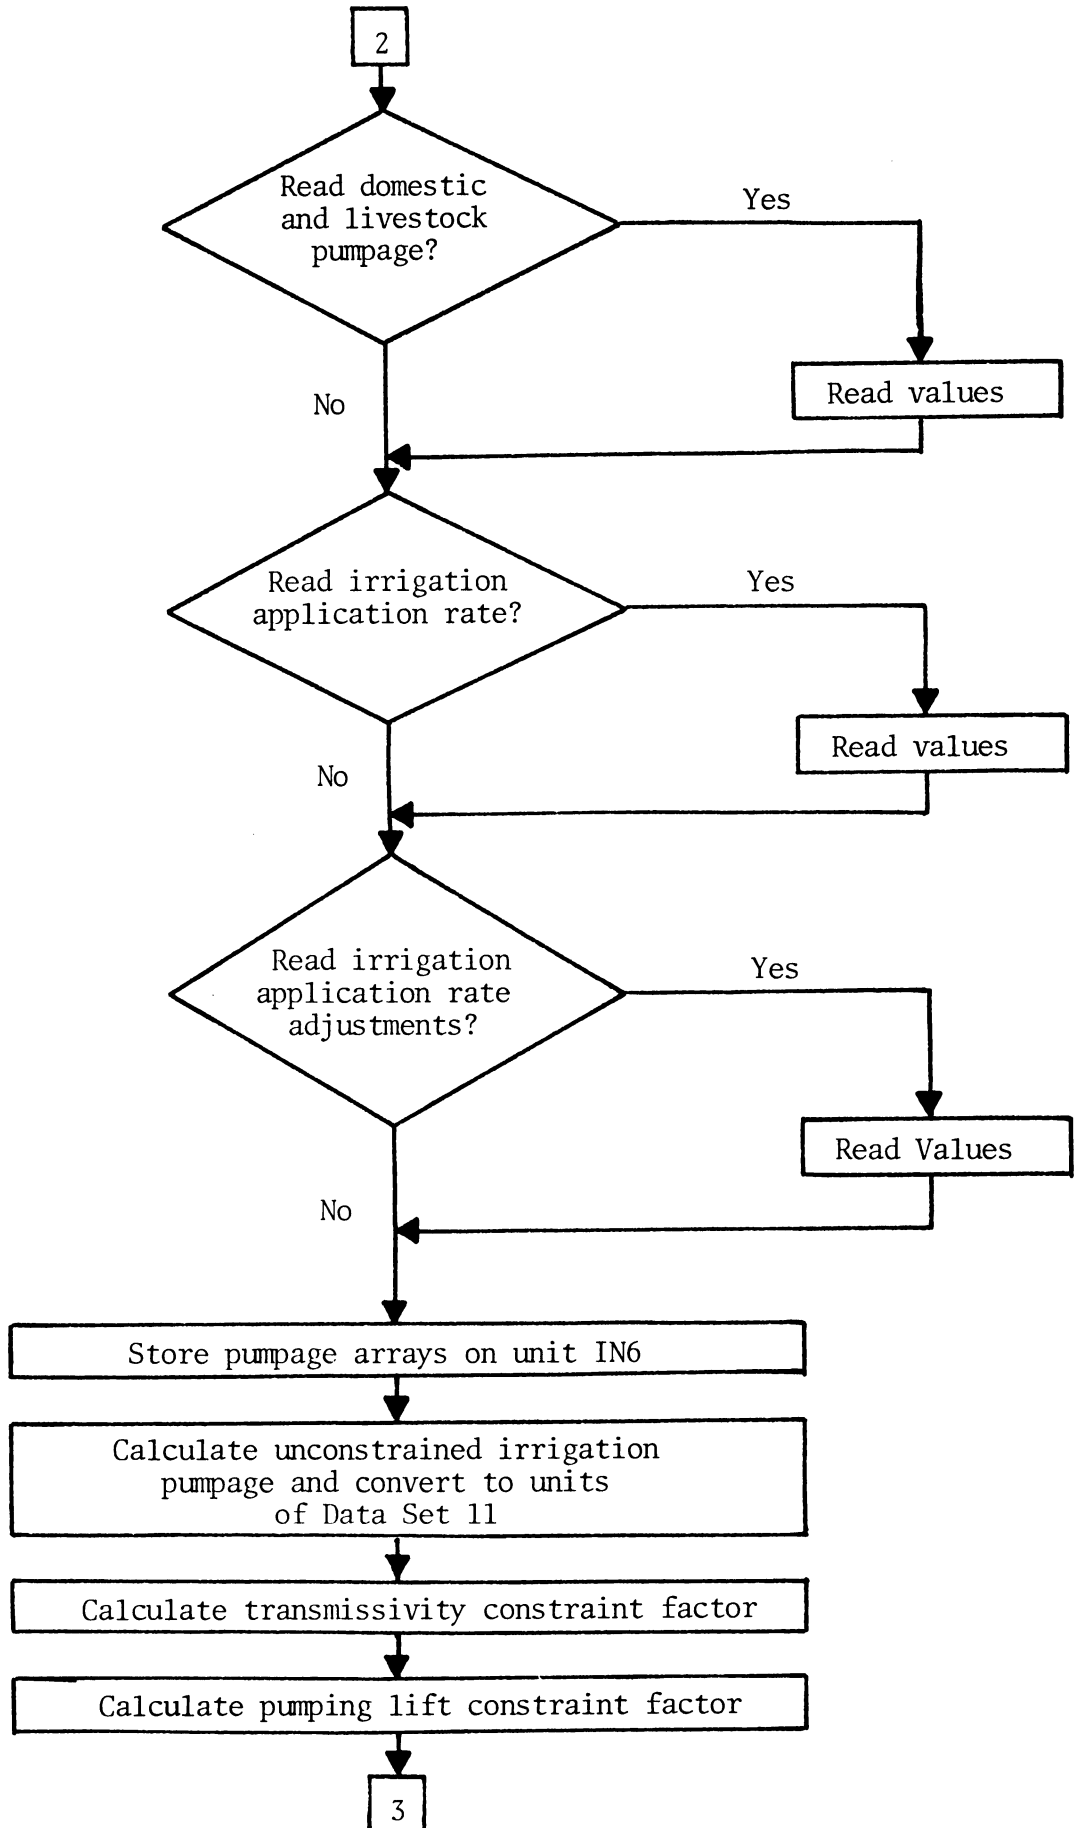 2
Read domestic
and livestock
pumpage?
Yes
Read values
No
Read irrigation
application rate?
Yes
Read values
No
Read irrigation
application rate
adjustments?
Yes
Read Values
No
Store pumpage arrays on unit IN6
Calculate unconstrained irrigation
pumpage and convert to units
of Data Set 11
Calculate transmissivity constraint factor
Calculate pumping lift constraint factor
3